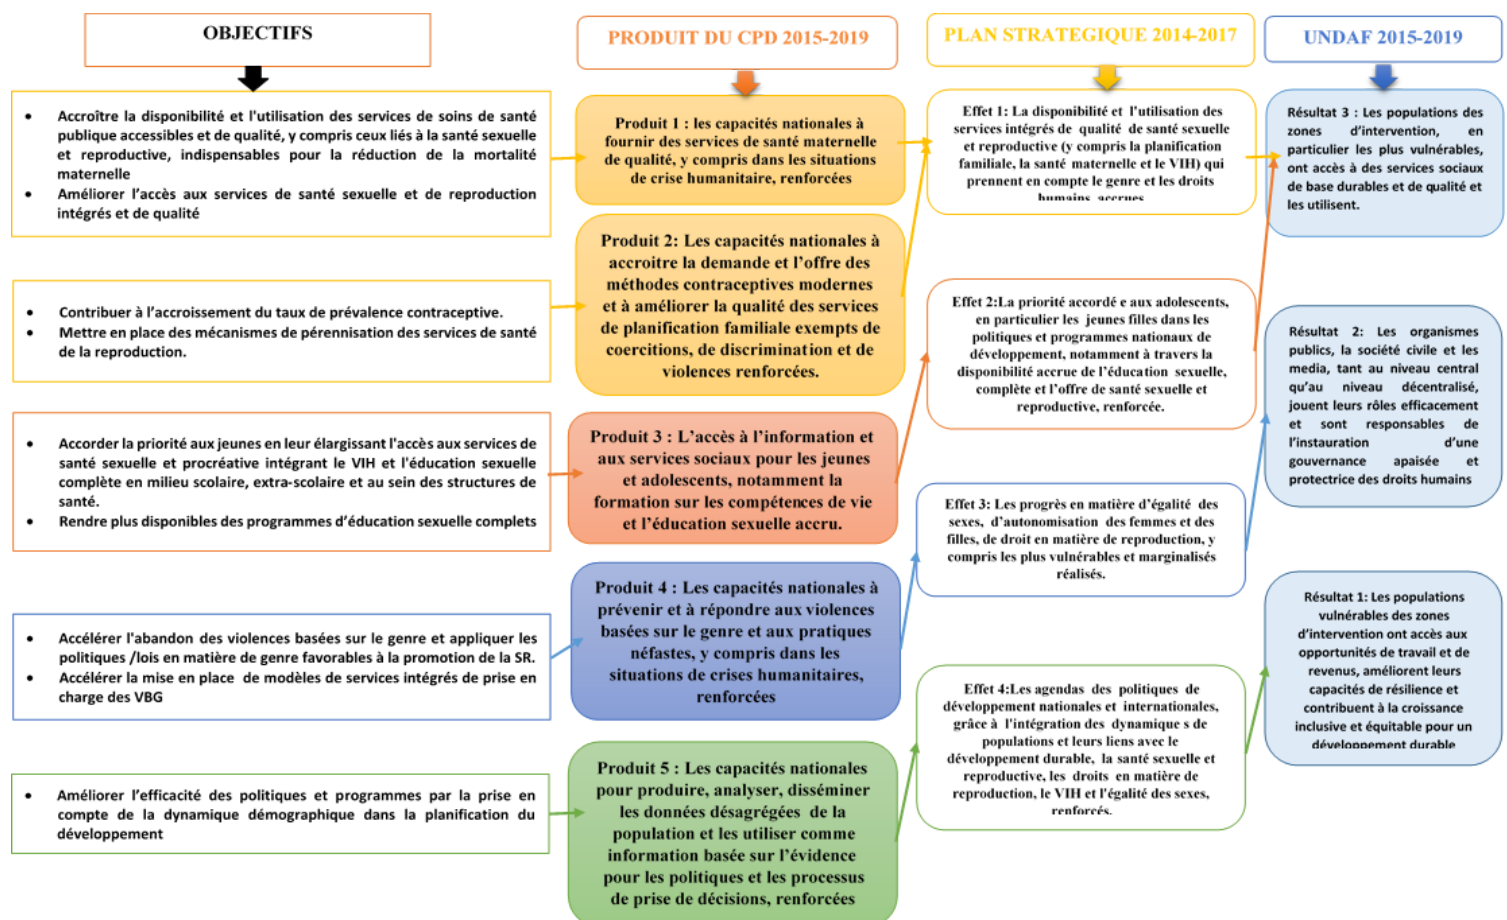 OBJECTIFS
PRODUIT DU CPD 2015-2019
PLAN STRATEGIQUE 2014-2017
UNDAF 2015-2019
• Accroître la disponibilité et l'utilisation des services de soins de santé
publique accessibles et de qualité, y compris ceux liés à la santé sexuelle
et reproductive, indispensables pour la réduction de la mortalité
maternelle
• Améliorer l'accès aux services de santé sexuelle et de reproduction
intégrés et de qualité
• Contribuer à l'accroissement du taux de prévalence contraceptive.
• Mettre en place des mécanismes de pérennisation des services de santé
de la reproduction.
• Accorder la priorité aux jeunes en leur élargissant l'accès aux services de
santé sexuelle et procréative intégrant le VIH et l'éducation sexuelle
complète en milieu scolaire, extra-scolaire et au sein des structures de
santé.
• Rendre plus disponibles des programmes d'éducation sexuelle complets
• Accélérer l'abandon des violences basées sur le genre et appliquer les
politiques /lois en matière de genre favorables à la promotion de la SR.
• Accélérer la mise en place de modèles de services intégrés de prise en
charge des VBG
• Améliorer l'efficacité des politiques et programmes par la prise en
compte de la dynamique démographique dans la planification du
développement
Produit 1 : les capacités nationales à
fournir des services de santé maternelle
de qualité, y compris dans les situations
de crise humanitaire, renforcées
Produit 2: Les capacités nationales à
accroitre la demande et l'offre des
méthodes contraceptives modernes
et à améliorer la qualité des services
de planification familiale exempts de
coercitions, de discrimination et de
violences renforcées.
Produit 3 : L'accès à l'information et
aux services sociaux pour les jeunes
et adolescents, notamment la
formation sur les compétences de vie
et l'éducation sexuelle accru.
Produit 4 : Les capacités nationales à
prévenir et à répondre aux violences
basées sur le genre et aux pratiques
néfastes, y compris dans les
situations de crises humanitaires,
renforcées
Produit 5 : Les capacités nationales
pour produire, analyser, disséminer
les données désagrégées de la
population et les utiliser comme
information basée sur l'évidence
pour les politiques et les processus
de prise de décisions, renforcées
Effet 1: La disponibilité et l'utilisation des
services intégrés de qualité de santé sexuelle
et reproductive (y compris la planification
familiale, la santé maternelle et le VIH) qui
prennent en compte le genre et les droits
humains, accrues
Effet 2:La priorité accordé e aux adolescents,
en particulier les jeunes filles dans les
politiques et programmes nationaux de
développement, notamment à travers la
disponibilité accrue de l'éducation sexuelle,
complète et l'offre de santé sexuelle et
reproductive, renforcée.
Effet 3: Les progrès en matière d'égalité des
sexes, d'autonomisation des femmes et des
filles, de droit en matière de reproduction, y
compris les plus vulnérables et marginalisés
réalisés.
Effet 4:Les agendas des politiques de
développement nationales et internationales,
grâce à l'intégration des dynamique s de
populations et leurs liens avec le
développement durable, la santé sexuelle et
reproductive, les droits en matière de
reproduction, le VIH et l'égalité des sexes,
renforcés.
Résultat 3 : Les populations des
zones d'intervention, en
particulier les plus vulnérables,
ont accès à des services sociaux
de base durables et de qualité et
les utilisent.
Résultat 2: Les organismes
publics, la société civile et les
media, tant au niveau central
qu'au niveau décentralisé,
jouent leurs rôles efficacement
et sont responsables de
l'instauration d'une
gouvernance apaisée et
protectrice des droits humains
Résultat 1: Les populations
vulnérables des zones
d'intervention ont accès aux
opportunités de travail et de
revenus, améliorent leurs
capacités de résilience et
contribuent à la croissance
inclusive et équitable pour un
développement durable